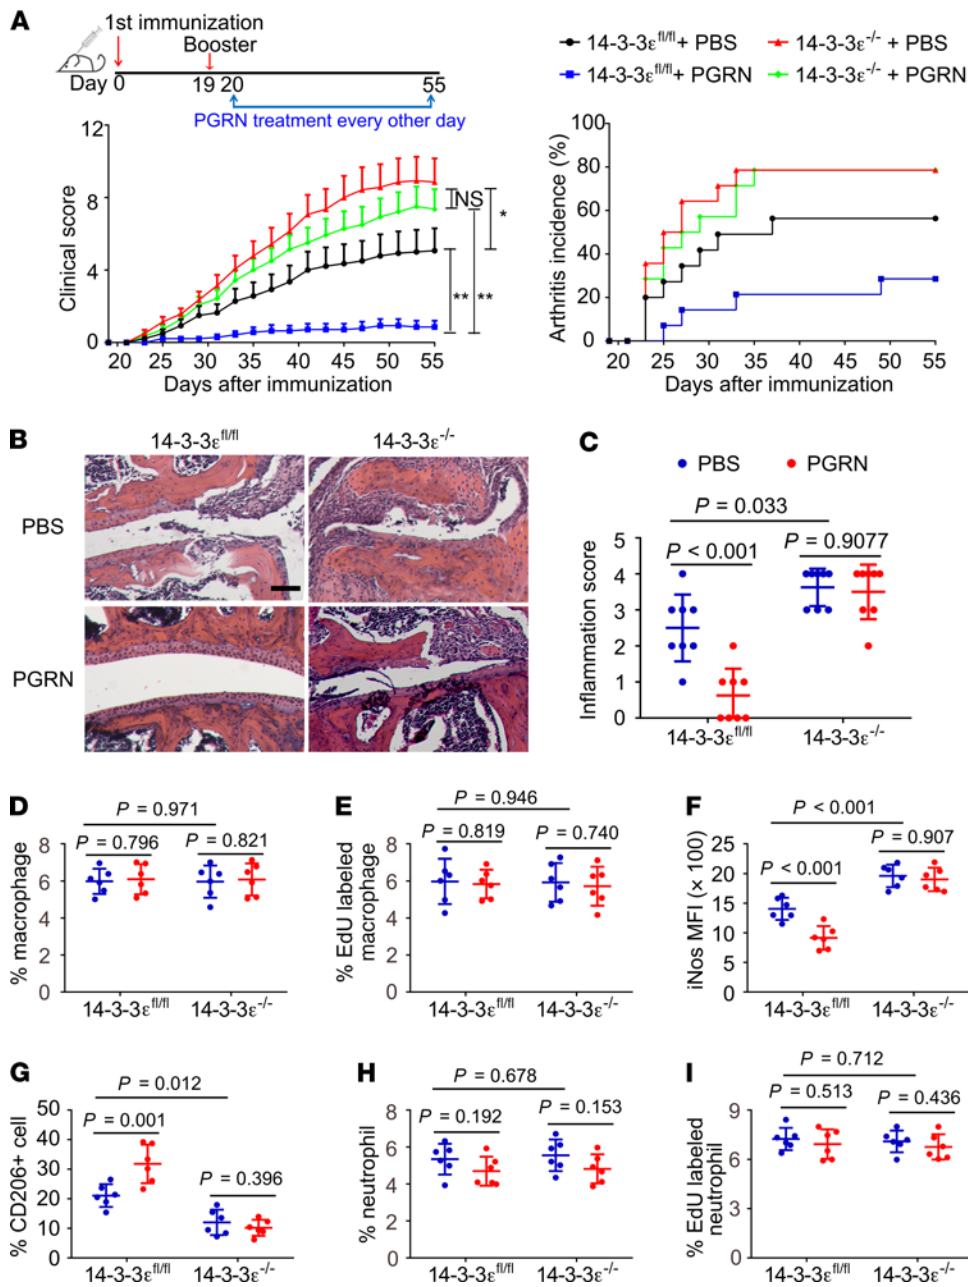 A
1st immunization
Booster
Day 0 19 20 55
PGRN treatment every other day
14-3-3ε^fl/fl + PBS
14-3-3ε^-/- + PBS
14-3-3ε^fl/fl + PGRN
14-3-3ε^-/- + PGRN
Clinical score
12
8
4
0
NS
*
**
**
20 25 29 31 35 40 45 50 55
Days after immunization
Arthritis incidence (%)
100
80
60
40
20
0
20 25 30 35 40 45 50 55
Days after immunization
B
14-3-3ε^fl/fl
14-3-3ε^-/-
PBS
PGRN
C
PBS
PGRN
P = 0.033
P < 0.001
P = 0.9077
Inflammation score
5
4
3
2
1
0
14-3-3ε^fl/fl
14-3-3ε^-/-
D
P = 0.971
P = 0.796
P = 0.821
% macrophage
8
6
4
2
0
14-3-3ε^fl/fl
14-3-3ε^-/-
E
P = 0.946
P = 0.819
P = 0.740
% EdU labeled
macrophage
8
6
4
2
0
14-3-3ε^fl/fl
14-3-3ε^-/-
F
P < 0.001
P < 0.001
P = 0.907
iNos MFI (× 100)
25
20
15
10
5
0
14-3-3ε^fl/fl
14-3-3ε^-/-
G
P = 0.012
P = 0.001
P = 0.396
% CD206+ cell
50
40
30
20
10
0
14-3-3ε^fl/fl
14-3-3ε^-/-
H
P = 0.678
P = 0.192
P = 0.153
% neutrophil
8
6
4
2
0
14-3-3ε^fl/fl
14-3-3ε^-/-
I
P = 0.712
P = 0.513
P = 0.436
% EdU labeled
neutrophil
9
6
3
0
14-3-3ε^fl/fl
14-3-3ε^-/-